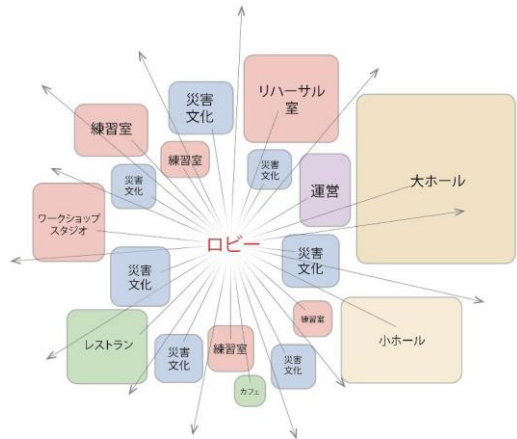 災害
文化
リハーサル
室
練習室
練習室
災害
文化
災害
文化
運営
大ホール
ワークショップ
スタジオ
ロビー
災害
文化
災害
文化
練習室
レストラン
災害
文化
練習室
小ホール
災害
文化
カフェ